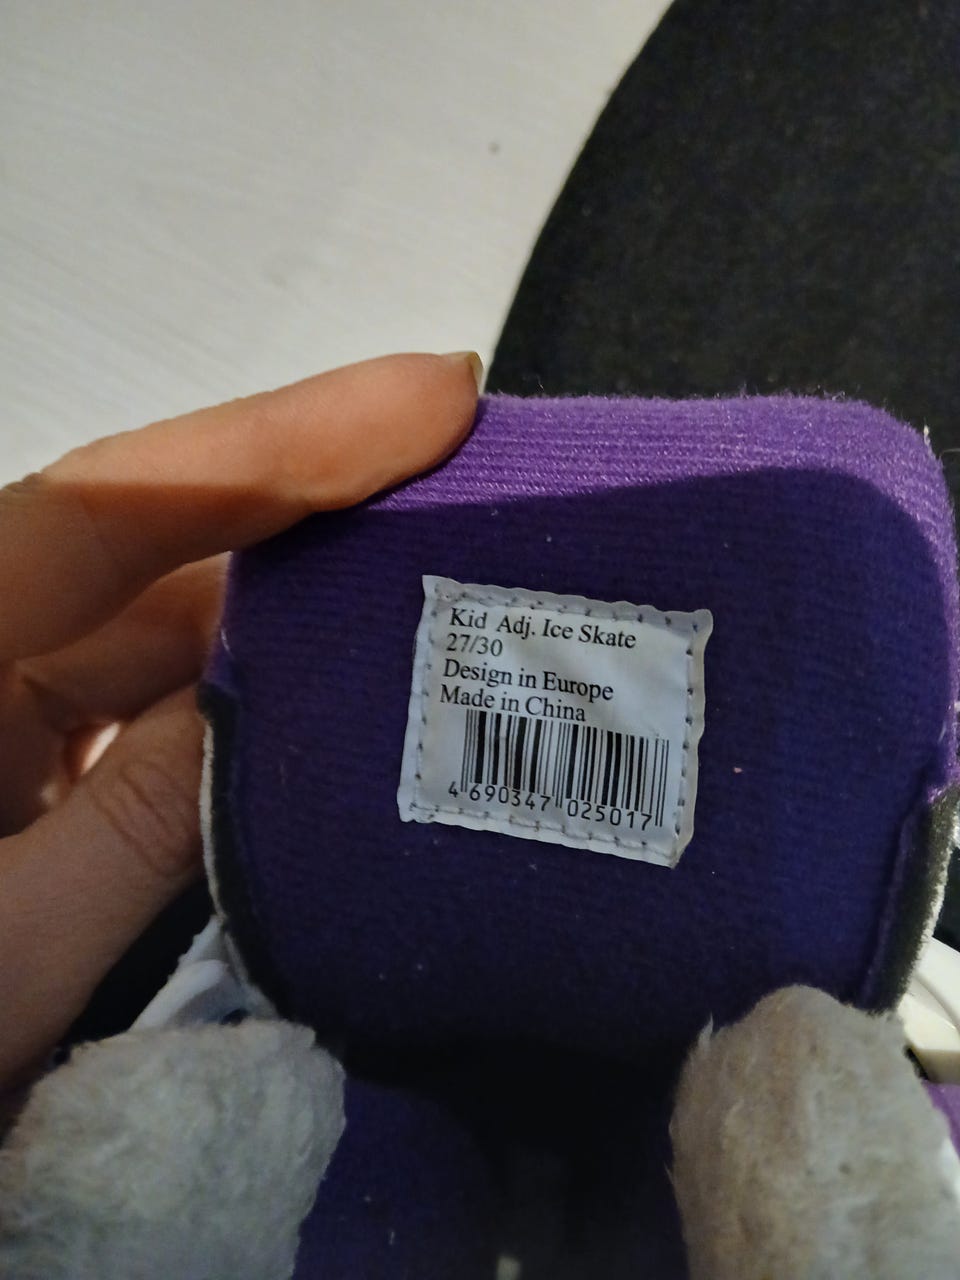 Kid Adj. Ice Skate
27/30
Design in Europe
Made in China
4 690347 025017